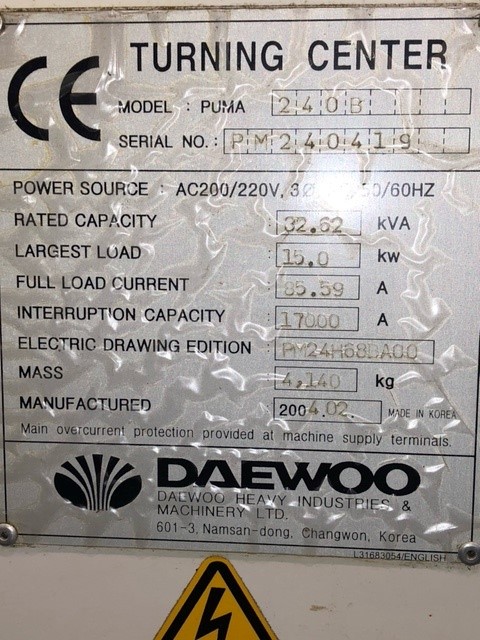 CE TURNING CENTER
MODEL : PUMA 240B
SERIAL NO. : PM240419
POWER SOURCE : AC200/220V, 3Ø, 50/60HZ
RATED CAPACITY : 32.62 kVA
LARGEST LOAD : 15.0 kw
FULL LOAD CURRENT : 85.59 A
INTERRUPTION CAPACITY : 17000 A
ELECTRIC DRAWING EDITION :
MASS : 4,140 kg
MANUFACTURED : 2004.02. MADE IN KOREA
Main overcurrent protection provided at machine supply terminals.
DAEWOO
DAEWOO HEAVY INDUSTRIES &
MACHINERY LTD.
601-3, Namsan-dong, Changwon, Korea
L31683054/ENGLISH